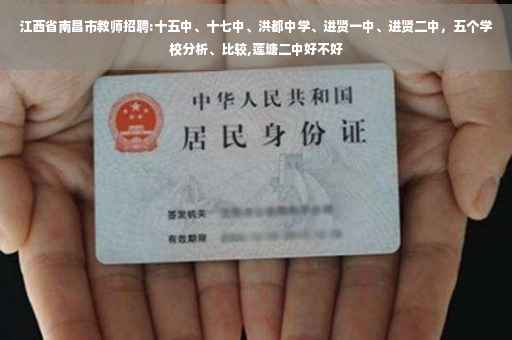 江西省南昌市教师招聘:十五中、十七中、洪都中学、进贤一中、进贤二中，五个学
校分析、比较,莲塘二中好不好
中华人民共和国
居民身份证
签发机关
有效期限